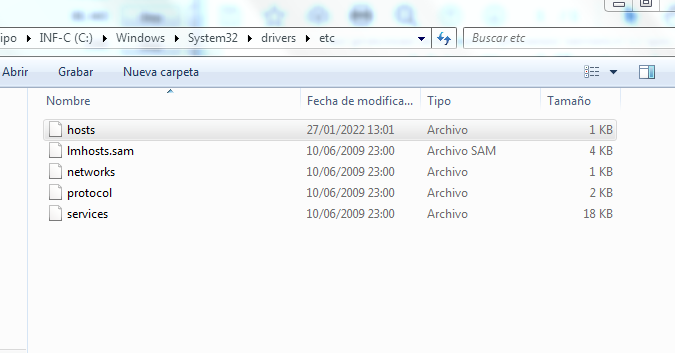 ipo INF-C (C:) Windows System32 drivers etc Buscar etc
Abrir Grabar Nueva carpeta
Nombre Fecha de modifica... Tipo Tamaño
hosts 27/01/2022 13:01 Archivo 1 KB
lmhosts.sam 10/06/2009 23:00 Archivo SAM 4 KB
networks 10/06/2009 23:00 Archivo 1 KB
protocol 10/06/2009 23:00 Archivo 2 KB
services 10/06/2009 23:00 Archivo 18 KB